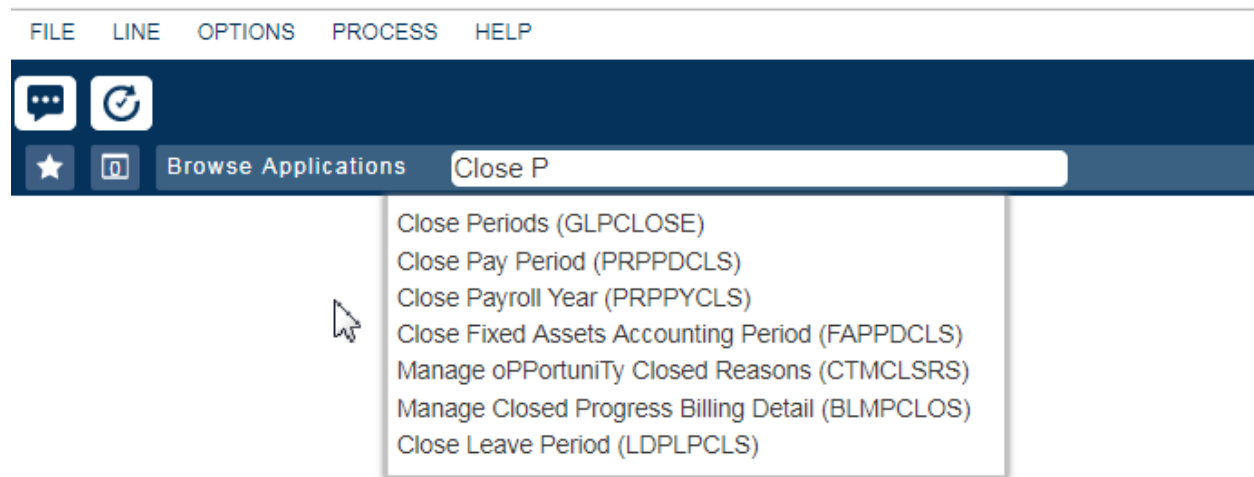 FILE LINE OPTIONS PROCESS HELP
Browse Applications Close P
Close Periods (GLPCLOSE)
Close Pay Period (PRPPDCLS)
Close Payroll Year (PRPPYCLS)
Close Fixed Assets Accounting Period (FAPPDCLS)
Manage oPPortuniTy Closed Reasons (CTMCLSRS)
Manage Closed Progress Billing Detail (BLMPCLOS)
Close Leave Period (LDPLPCLS)